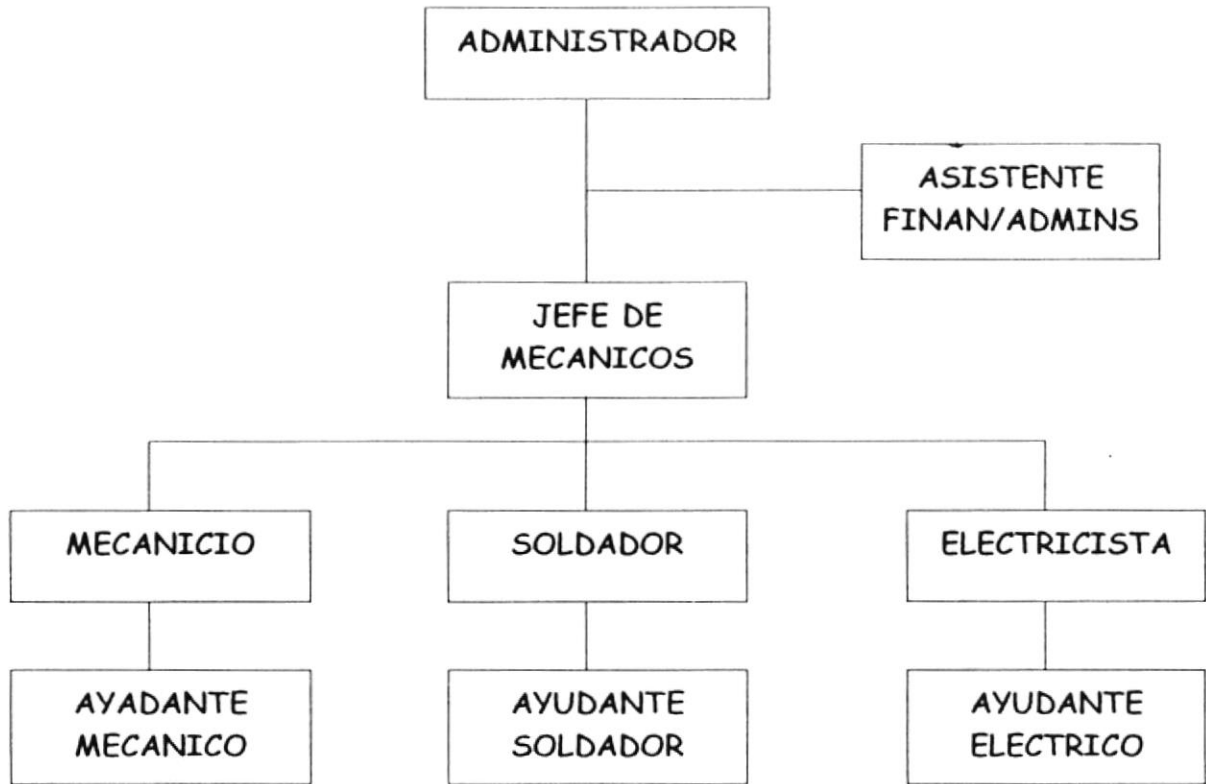 ADMINISTRADOR
ASISTENTE
FINAN/ADMINS
JEFE DE
MECANICOS
MECANICIO
SOLDADOR
ELECTRICISTA
AYADANTE
MECANICO
AYUDANTE
SOLDADOR
AYUDANTE
ELECTRICO